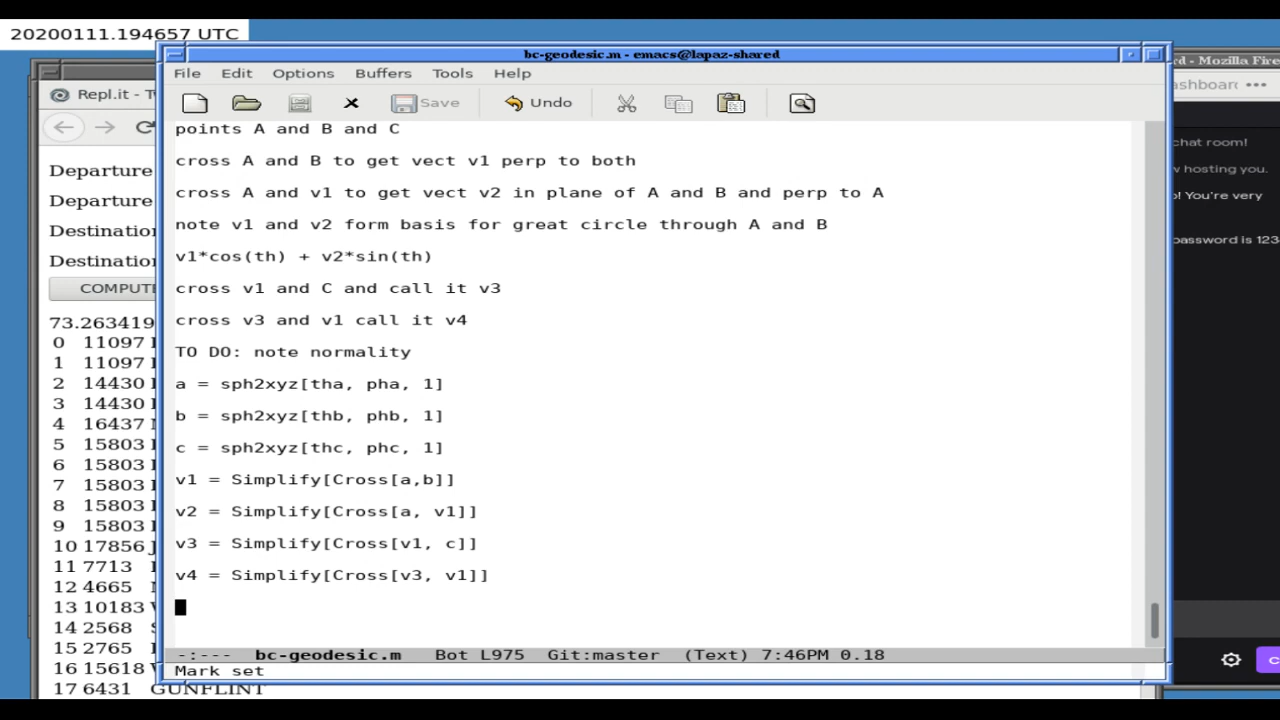 20200111.194657 UTC
bc-geodesic.m - emacs@lapaz-shared
rd - Mozilla Fire
File Edit Options Buffers Tools Help
Repl.it - T
Save Undo
ashboard
points A and B and C
cross A and B to get vect v1 perp to both
cross A and v1 to get vect v2 in plane of A and B and perp to A
note v1 and v2 form basis for great circle through A and B
v1*cos(th) + v2*sin(th)
cross v1 and C and call it v3
cross v3 and v1 call it v4
TO DO: note normality
a = sph2xyz[tha, pha, 1]
b = sph2xyz[thb, phb, 1]
c = sph2xyz[thc, phc, 1]
v1 = Simplify[Cross[a,b]]
v2 = Simplify[Cross[a, v1]]
v3 = Simplify[Cross[v1, c]]
v4 = Simplify[Cross[v3, v1]]
-:--- bc-geodesic.m Bot L975 Git:master (Text) 7:46PM 0.18
Mark set
Departure
Departure
Destination
Destination
COMPUT
73.263419
0 11097
1 11097
2 14430
3 14430
4 16437
5 15803
6 15803
7 15803
8 15803
9 15803
10 17856
11 7713
12 4665
13 10183
14 2568
15 2765
16 15618
17 6431 GUNFLINT
chat room!
w hosting you.
o! You're very
password is 123